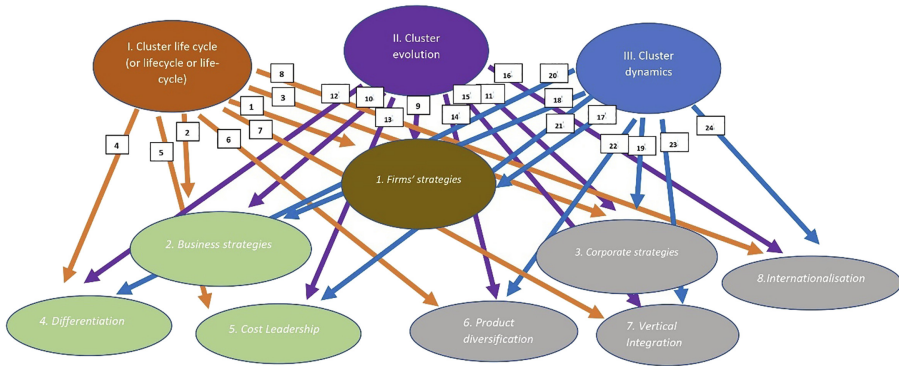 I. Cluster life cycle
(or lifecycle or life-
cycle)
II. Cluster
evolution
III. Cluster
dynamics
8
16
20
12
10
15
11
1
3
9
18
17
13
14
21
2
6
7
24
4
5
22
19
23
1. Firms' strategies
2. Business strategies
3. Corporate strategies
8.Internationalisation
4. Differentiation
5. Cost Leadership
6. Product
diversification
7. Vertical
Integration